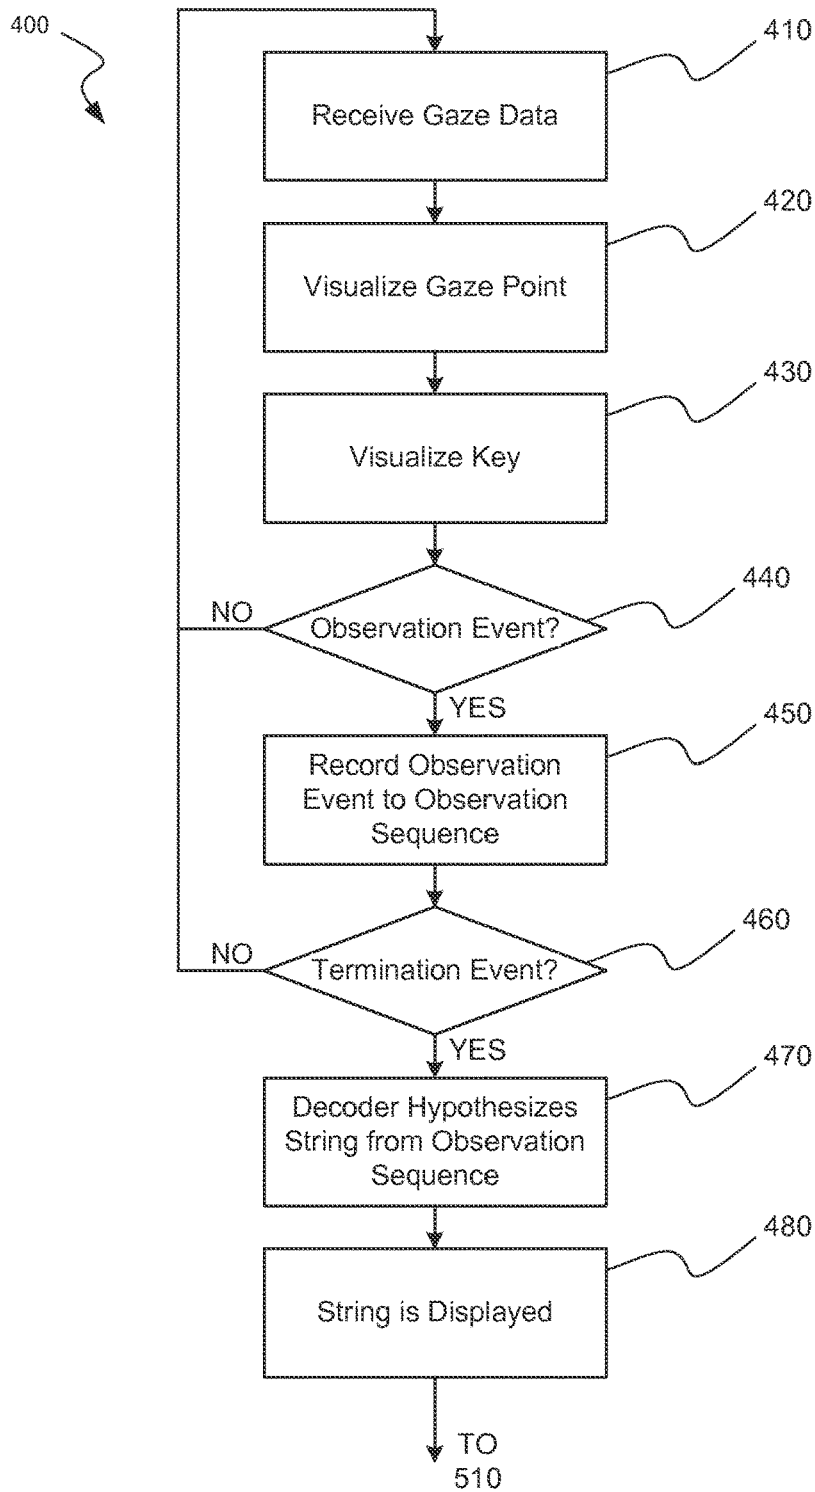 400
410
Receive Gaze Data
420
Visualize Gaze Point
430
Visualize Key
440
NO
Observation Event?
YES
450
Record Observation
Event to Observation
Sequence
460
NO
Termination Event?
YES
470
Decoder Hypothesizes
String from Observation
Sequence
480
String is Displayed
TO
510